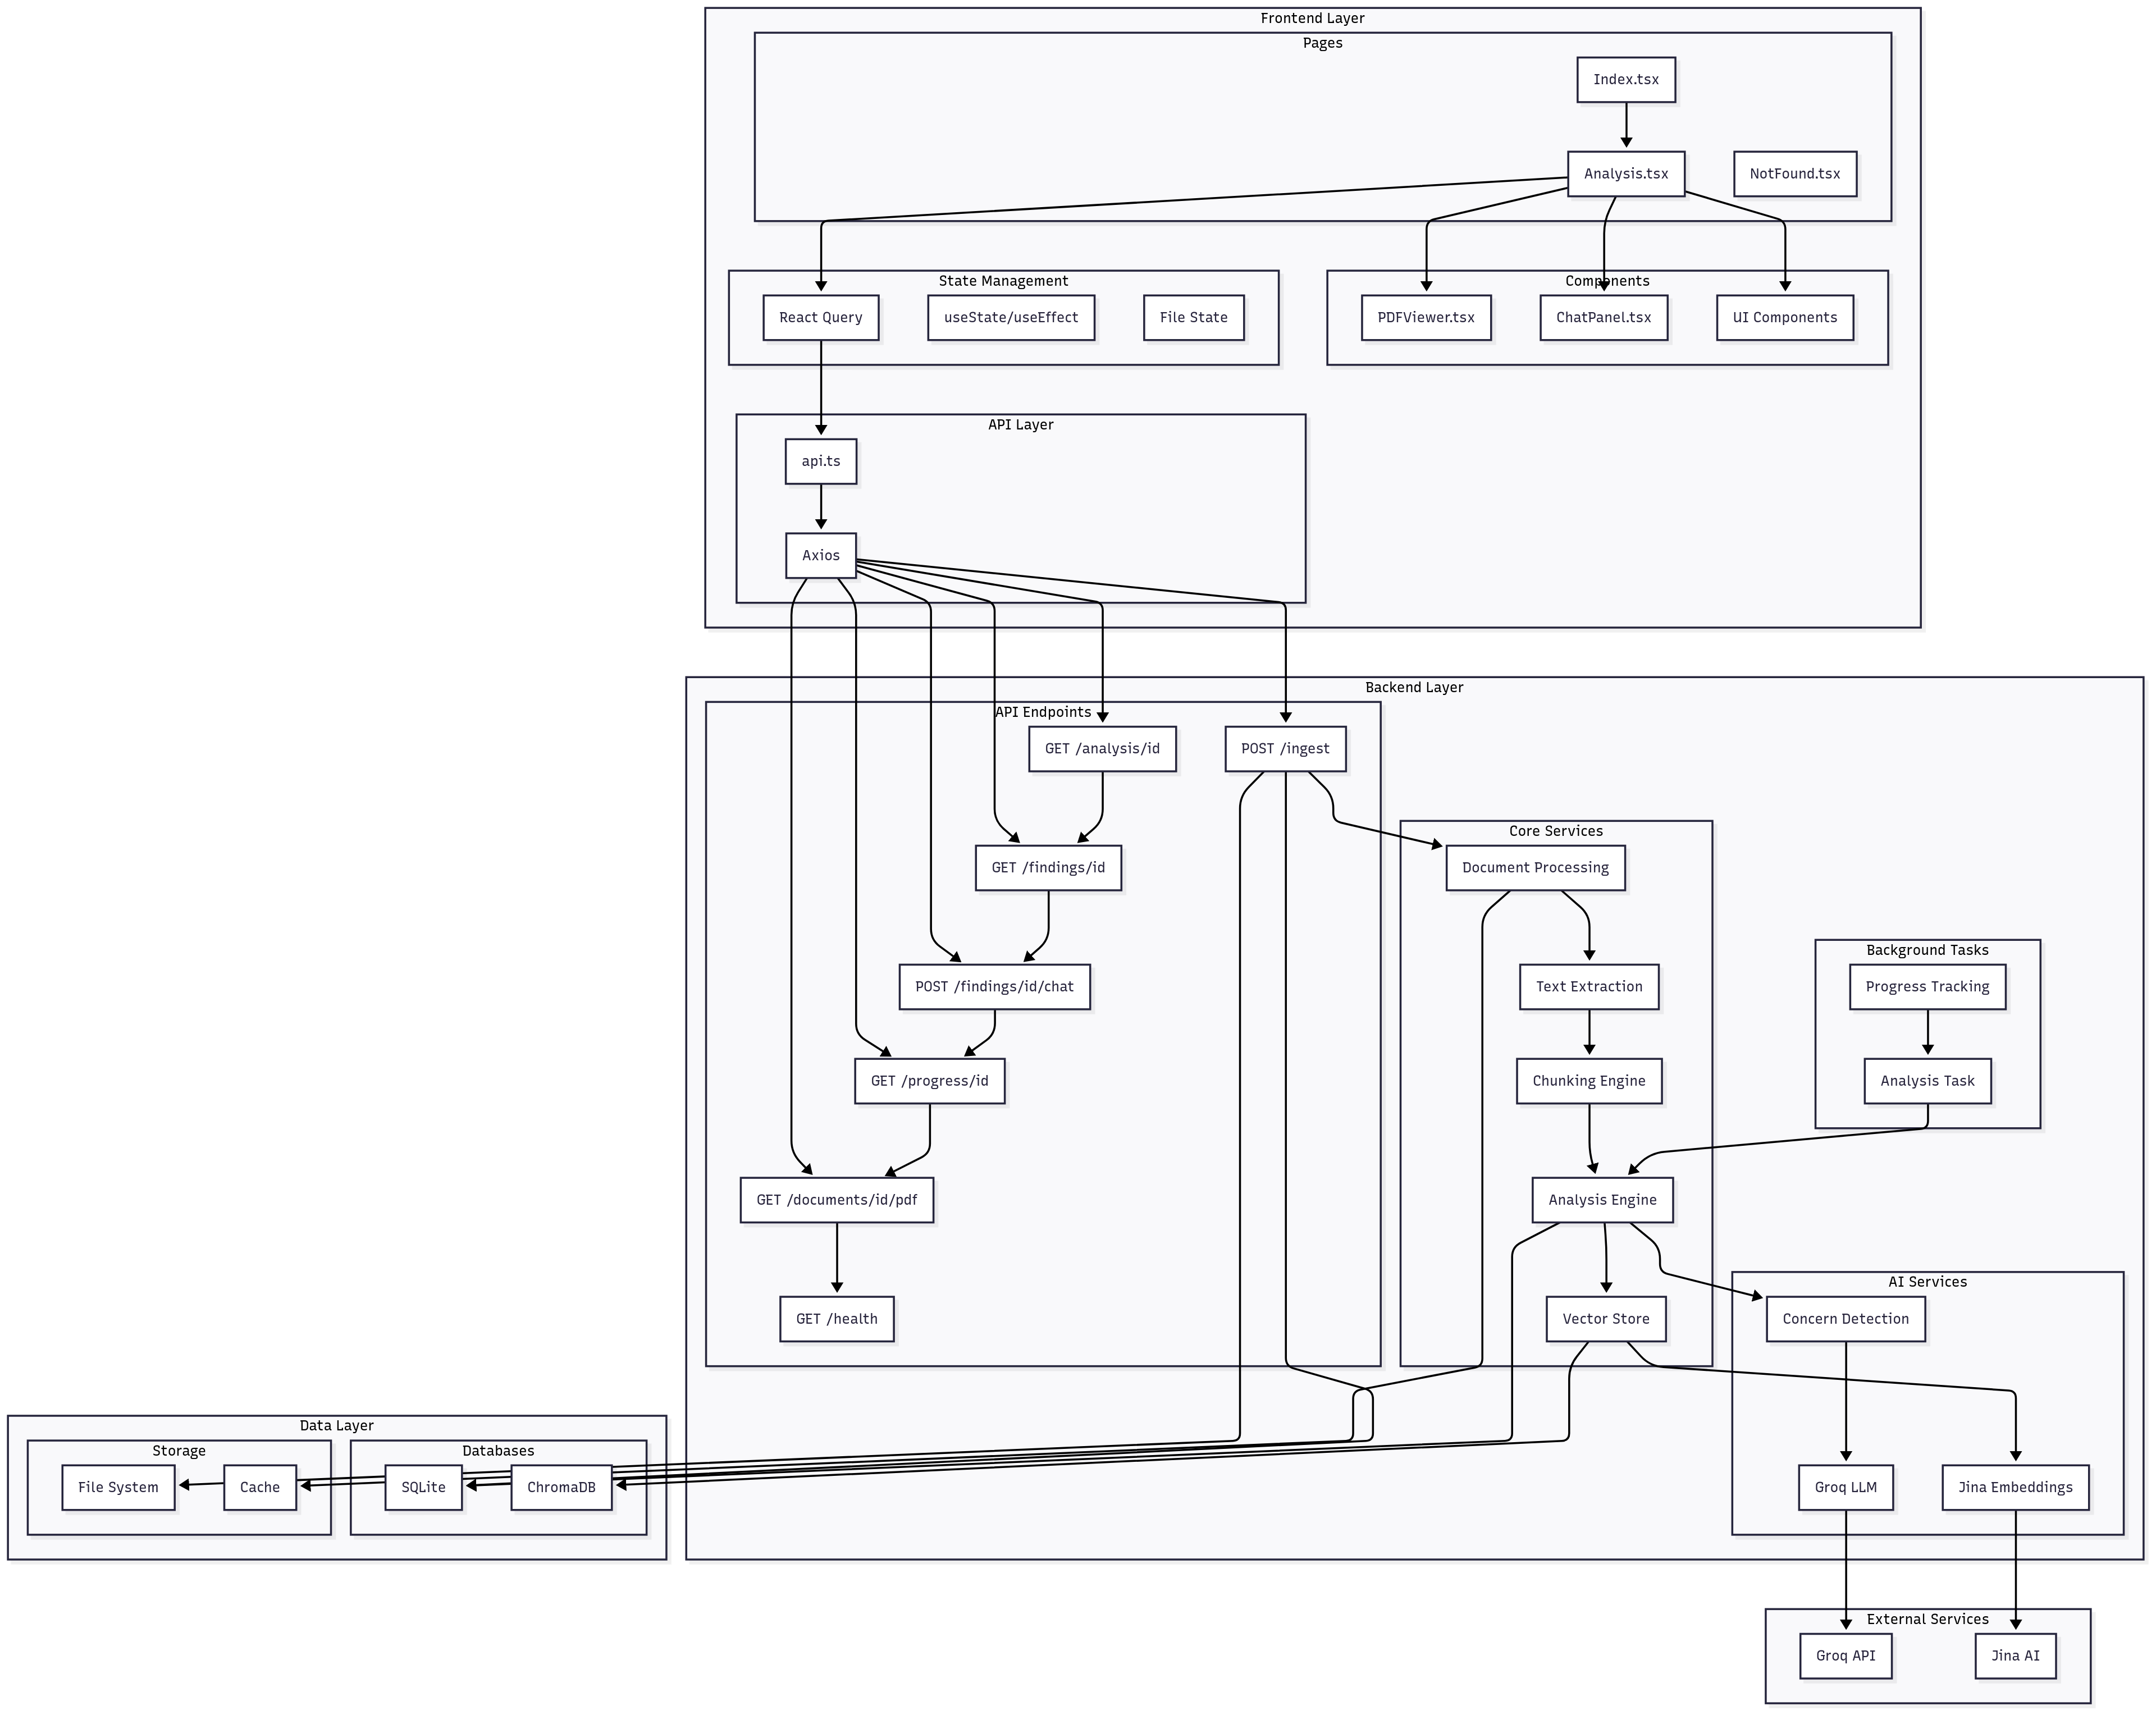 Frontend Layer
Pages
Index.tsx
Analysis.tsx
NotFound.tsx
State Management
React Query
useState/useEffect
File State
Components
PDFViewer.tsx
ChatPanel.tsx
UI Components
API Layer
api.ts
Axios
Backend Layer
API Endpoints
GET /analysis/id
POST /ingest
GET /findings/id
POST /findings/id/chat
GET /progress/id
GET /documents/id/pdf
GET /health
Core Services
Document Processing
Text Extraction
Chunking Engine
Analysis Engine
Vector Store
Background Tasks
Progress Tracking
Analysis Task
AI Services
Concern Detection
Groq LLM
Jina Embeddings
Data Layer
Storage
File System
Cache
Databases
SQLite
ChromaDB
External Services
Groq API
Jina AI